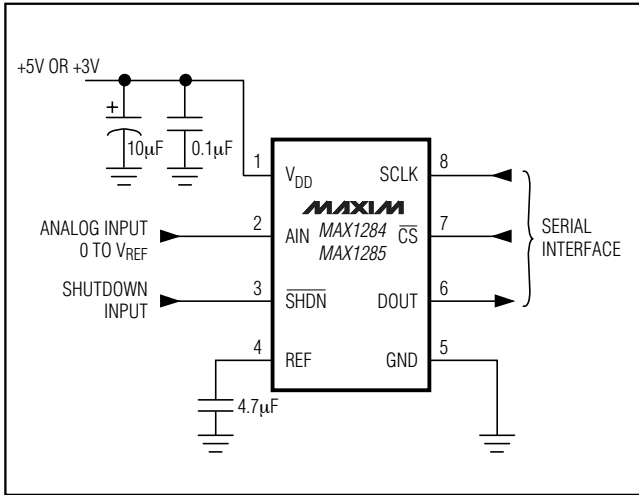 +5V OR +3V
+
10μF
0.1μF
1
VDD
SCLK
8
MAXIM
ANALOG INPUT
0 TO VREF
2
AIN
MAX1284
MAX1285
CS
7
SERIAL
INTERFACE
SHUTDOWN
INPUT
3
SHDN
DOUT
6
4
REF
GND
5
4.7μF